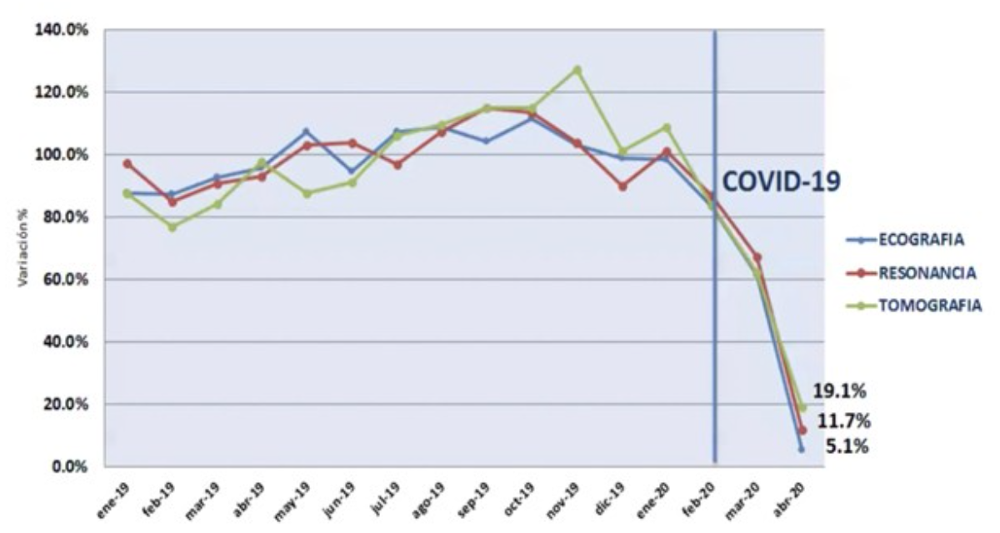 140.0%
120.0%
100.0%
80.0%
60.0%
40.0%
20.0%
0.0%
Variación %
COVID-19
ECOGRAFIA
RESONANCIA
TOMOGRAFIA
19.1%
11.7%
5.1%
ene-19 feb-19 mar-19 abr-19 may-19 jun-19 jul-19 ago-19 sep-19 oct-19 nov-19 dic-19 ene-20 feb-20 mar-20 abr-20